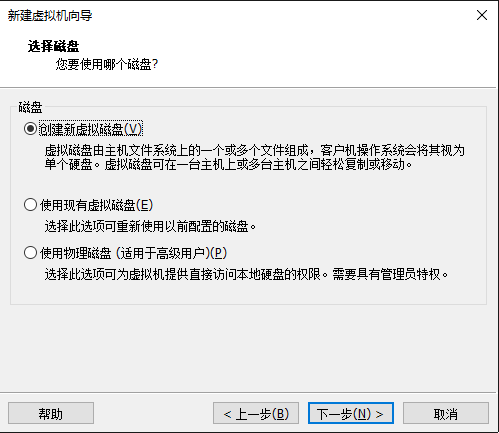 新建虚拟机向导
选择磁盘
您要使用哪个磁盘?
磁盘
创建新虚拟磁盘(V)
虚拟磁盘由主机文件系统上的一个或多个文件组成，客户机操作系统会将其视为
单个硬盘。虚拟磁盘可在一台主机上或多台主机之间轻松复制或移动。
使用现有虚拟磁盘(E)
选择此选项可重新使用以前配置的磁盘。
使用物理磁盘 (适用于高级用户)(P)
选择此选项可为虚拟机提供直接访问本地硬盘的权限。需要具有管理员特权。
帮助
< 上一步(B)
下一步(N) >
取消